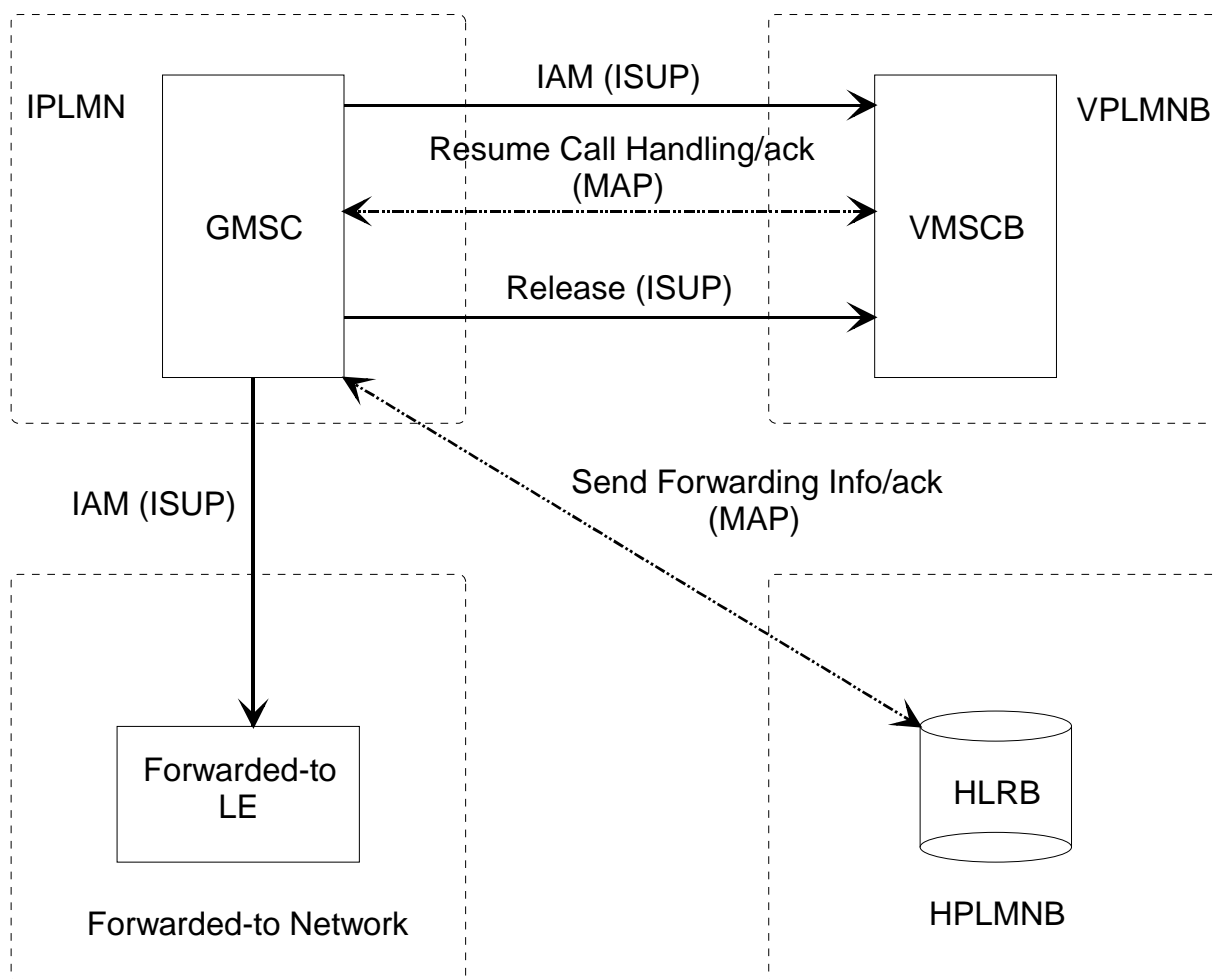 IAM (ISUP)
IPLMN
VPLMNB
Resume Call Handling/ack
(MAP)
GMSC
VMSCB
Release (ISUP)
IAM (ISUP)
Send Forwarding Info/ack
(MAP)
Forwarded-to
LE
HLRB
Forwarded-to Network
HPLMNB